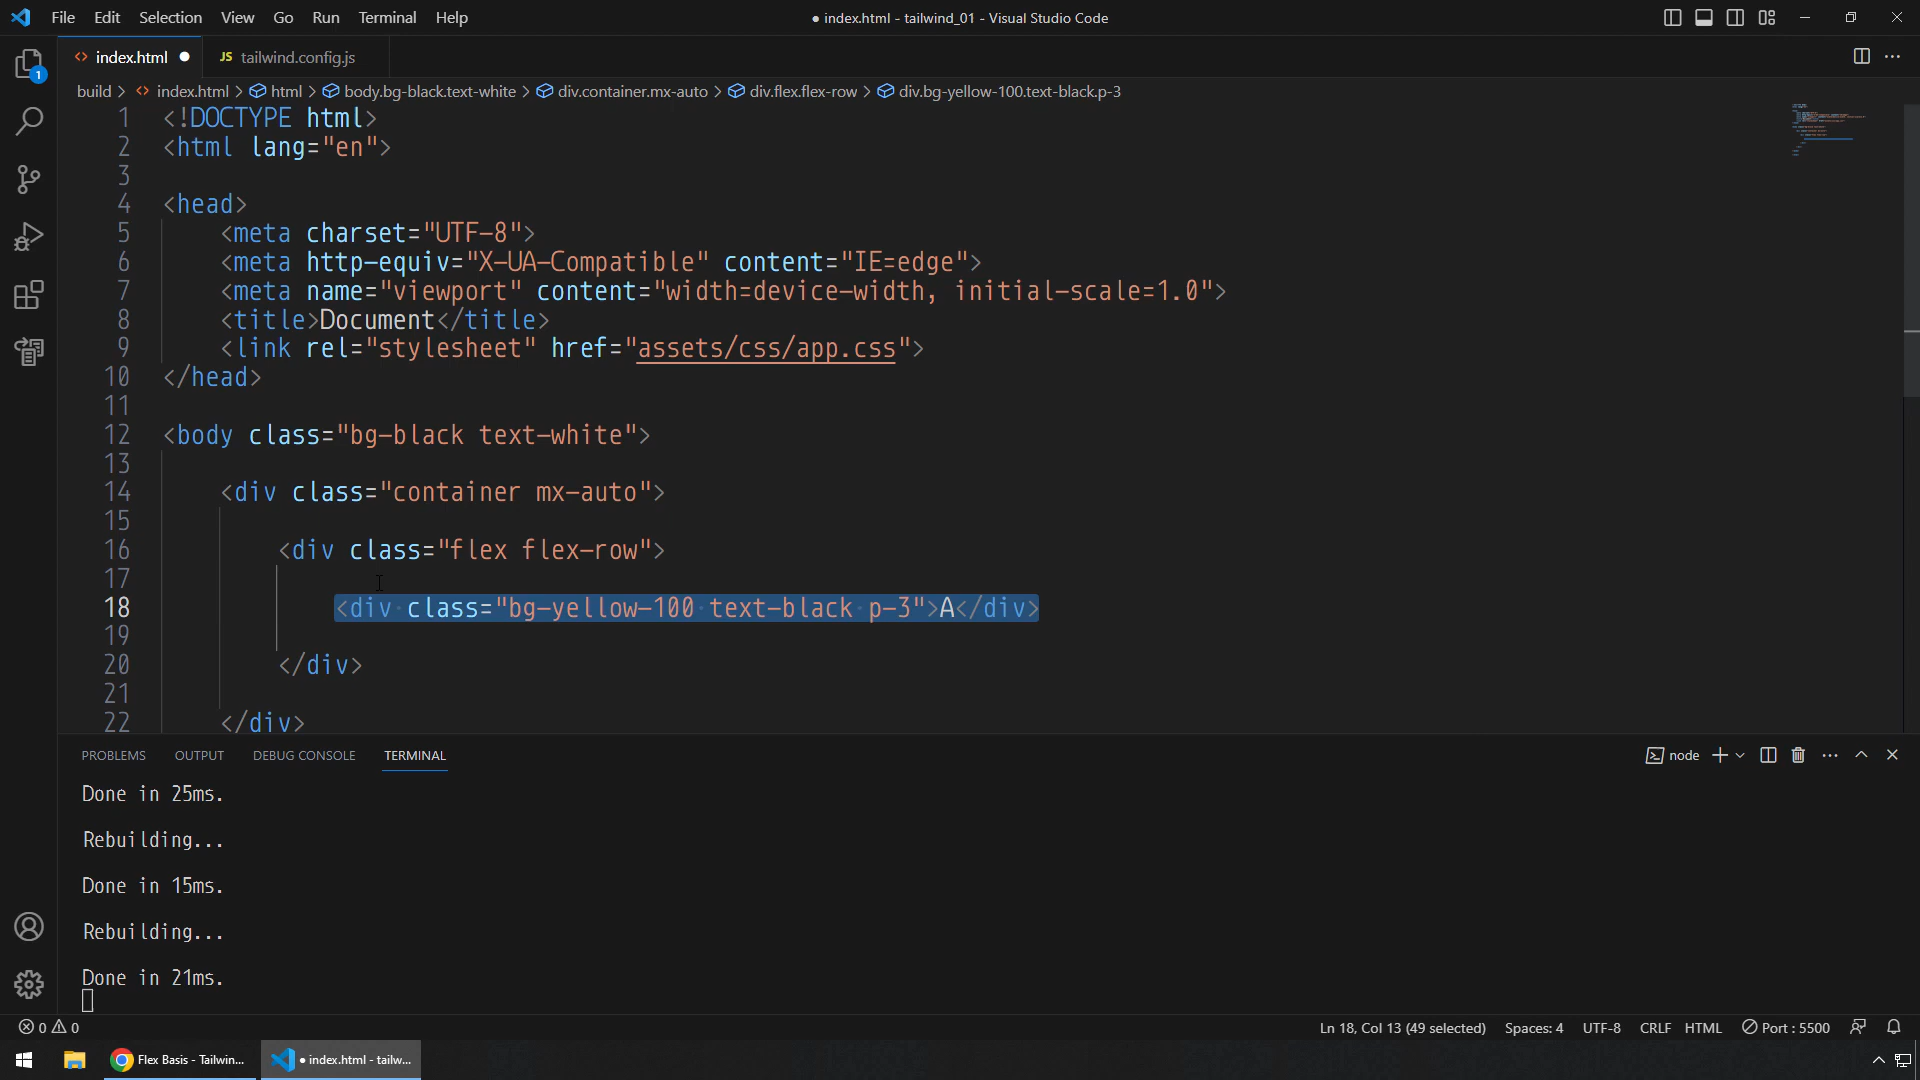 File Edit Selection View Go Run Terminal Help
● index.html - tailwind_01 - Visual Studio Code
index.html ●
JS tailwind.config.js
build > index.html > html > body.bg-black.text-white > div.container.mx-auto > div.flex.flex-row > div.bg-yellow-100.text-black.p-3
1 <!DOCTYPE html>
2 <html lang="en">
3
4 <head>
5 <meta charset="UTF-8">
6 <meta http-equiv="X-UA-Compatible" content="IE=edge">
7 <meta name="viewport" content="width=device-width, initial-scale=1.0">
8 <title>Document</title>
9 <link rel="stylesheet" href="assets/css/app.css">
10 </head>
11
12 <body class="bg-black text-white">
13
14 <div class="container mx-auto">
15
16 <div class="flex flex-row">
17
18 <div class="bg-yellow-100 text-black p-3">A</div>
19
20 </div>
21
22 </div>
1
PROBLEMS OUTPUT DEBUG CONSOLE TERMINAL
node
Done in 25ms.
Rebuilding...
Done in 15ms.
Rebuilding...
Done in 21ms.
0 0
Ln 18, Col 13 (49 selected) Spaces: 4 UTF-8 CRLF HTML Port : 5500
Flex Basis - Tailwin...
● index.html - tailw...